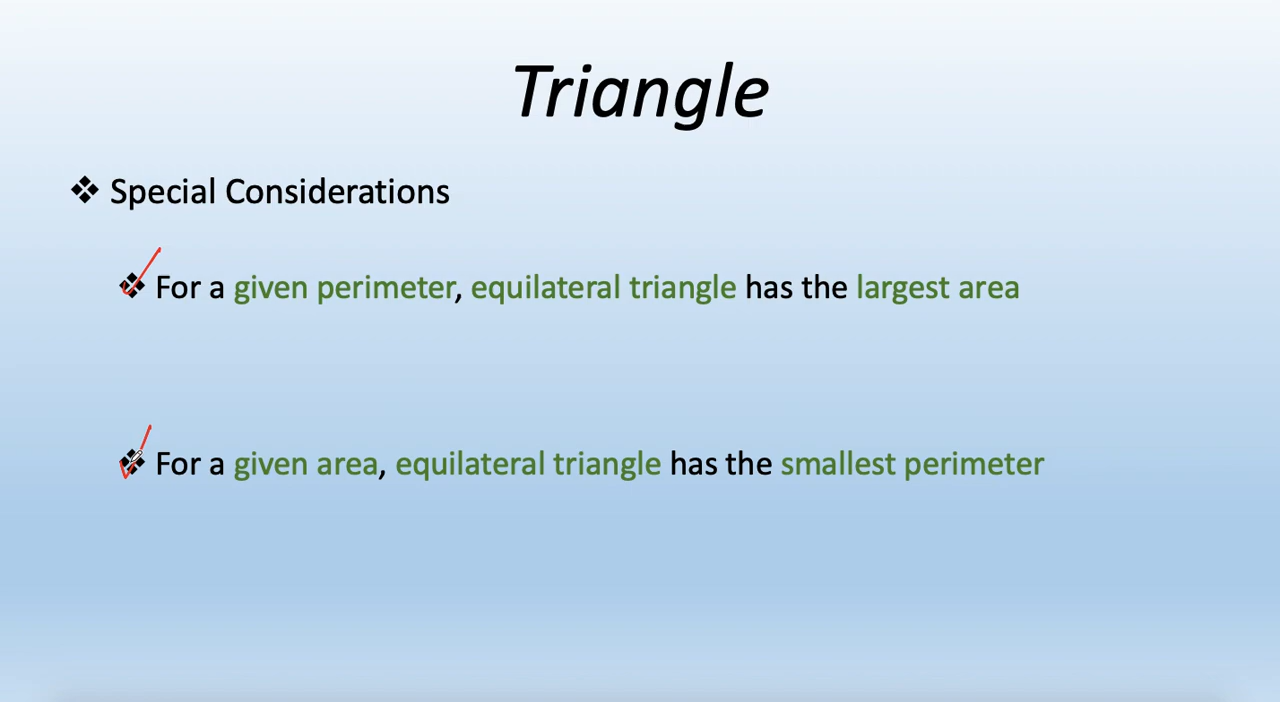 Triangle
❖ Special Considerations
❖ For a given perimeter, equilateral triangle has the largest area
❖ For a given area, equilateral triangle has the smallest perimeter